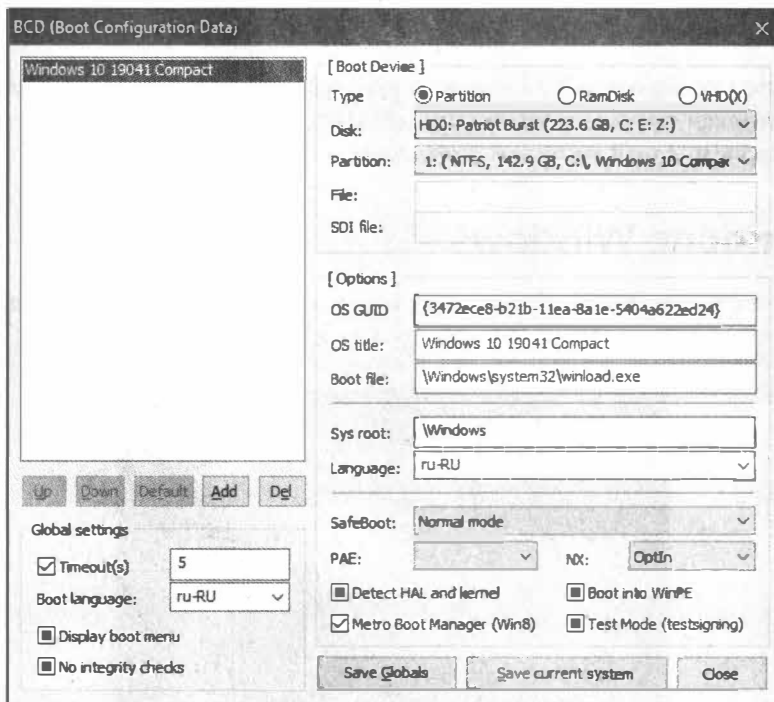 BCD (Boot Configuration Data)
Windows 10 19041 Compact
Up
Down
Default
Add
Del
Global settings
Timeout(s)
5
Boot language:
ru-RU
Display boot menu
No integrity checks
[ Boot Device ]
Type
Partition
RamDisk
VHD(X)
Disk:
HD0: Patriot Burst (223.6 GB, C: E: Z:)
Partition:
1: ( NTFS, 142.9 GB, C:\, Windows 10 Compac
File:
SDI file:
[ Options ]
OS GUID
{3472ece8-b21b-11ea-8a1e-5404a622ed24}
OS title:
Windows 10 19041 Compact
Boot file:
\Windows\system32\winload.exe
Sys root:
\Windows
Language:
ru-RU
SafeBoot:
Normal mode
PAE:
NX:
OptIn
Detect HAL and kernel
Boot into WinPE
Metro Boot Manager (Win8)
Test Mode (testsigning)
Save Globals
Save current system
Close